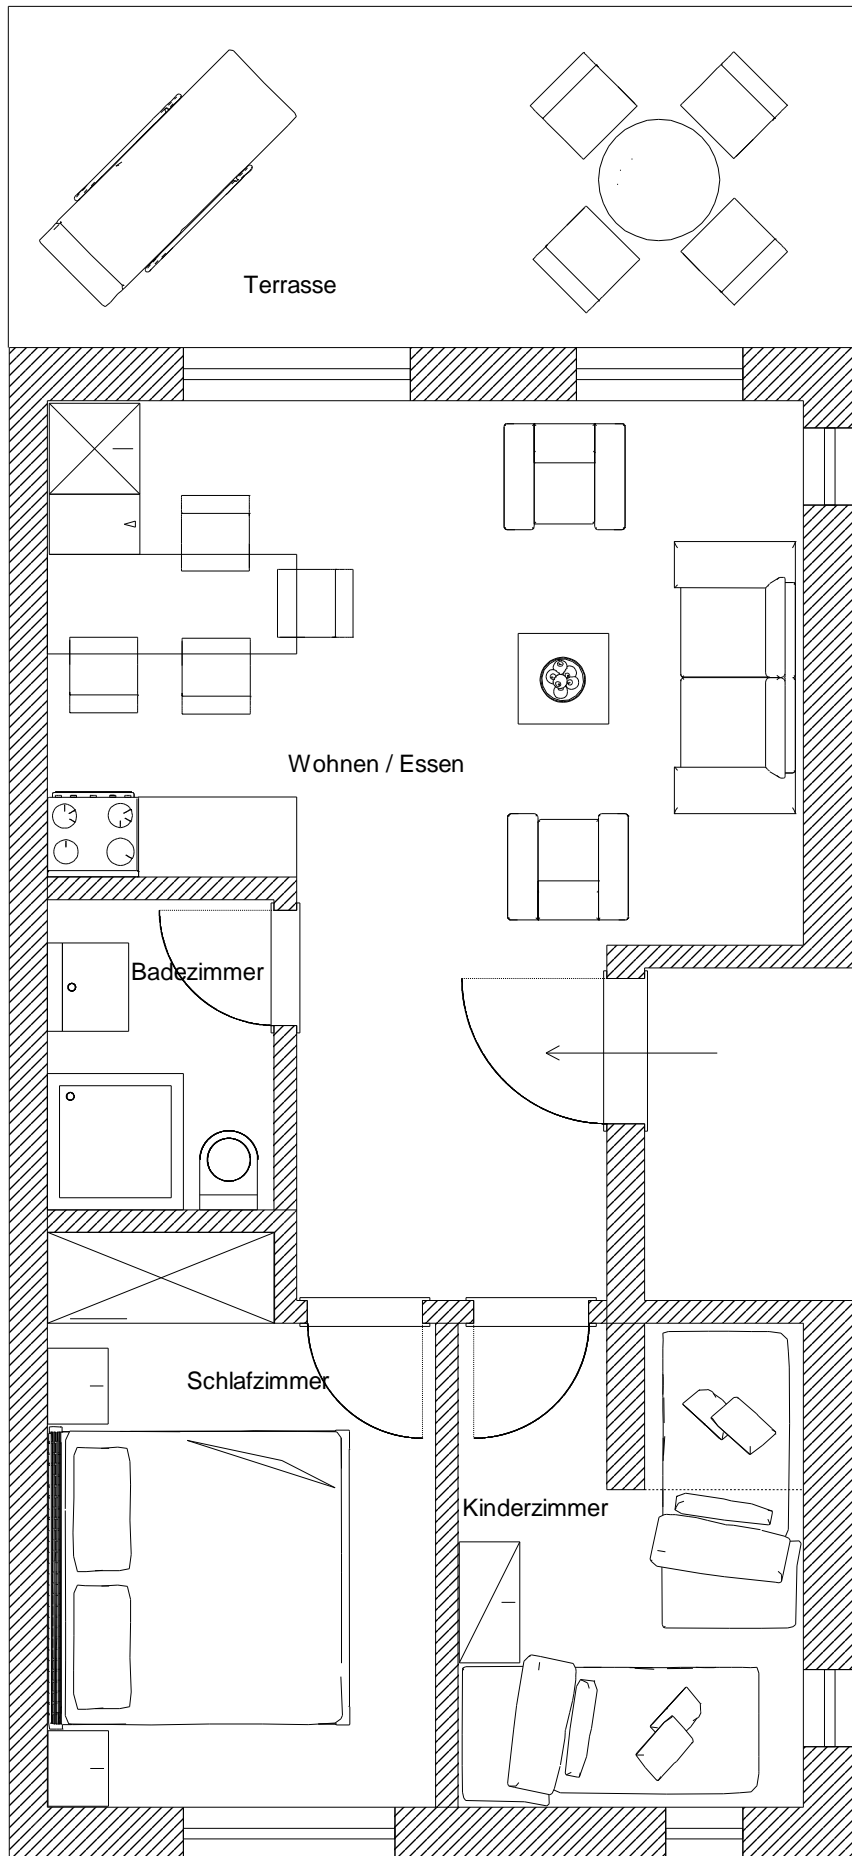 Terrasse
Wohnen / Essen
Badezimmer
Schlafzimmer
Kinderzimmer